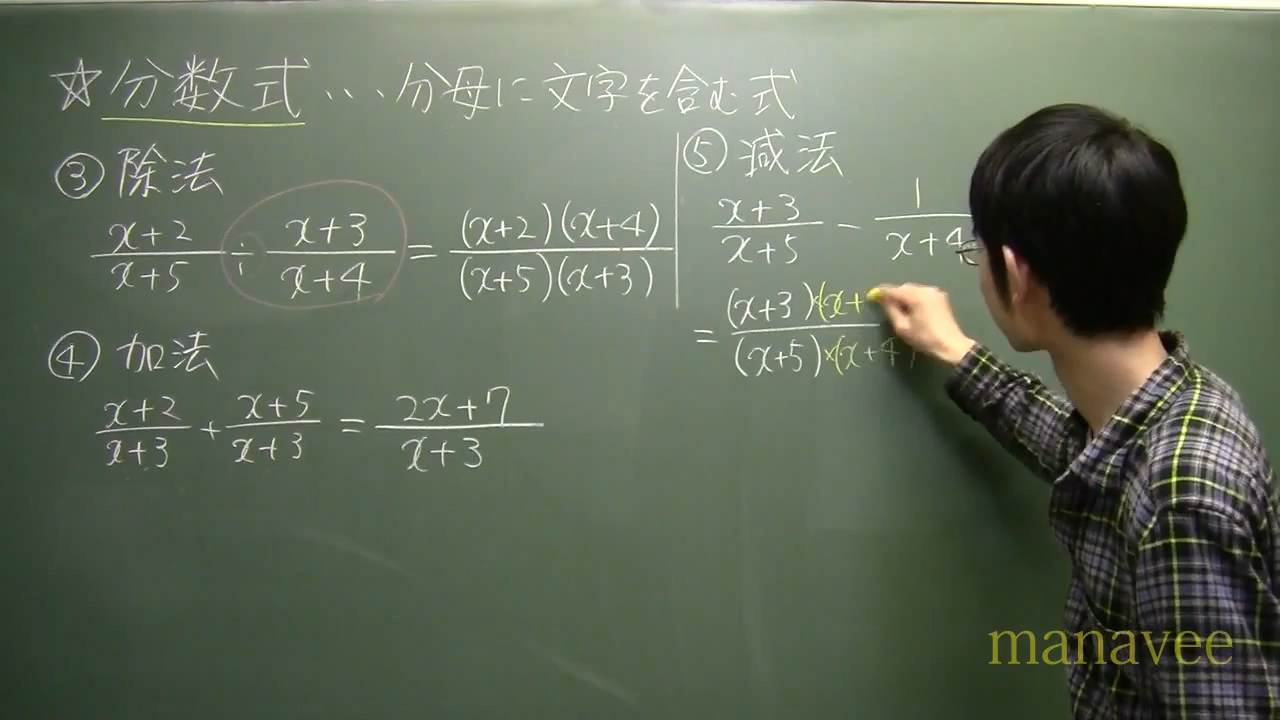 ☆分数式…分母に文字を含む式
③ 除法
(x+2)/(x+5) ÷ (x+3)/(x+4) = (x+2)(x+4)/(x+5)(x+3)
④ 加法
(x+2)/(x+3) + (x+5)/(x+3) = (2x+7)/(x+3)
⑤ 減法
(x+3)/(x+5) − 1/(x+4)
= (x+3)×(x+ / (x+5)×(x+4)
manavee